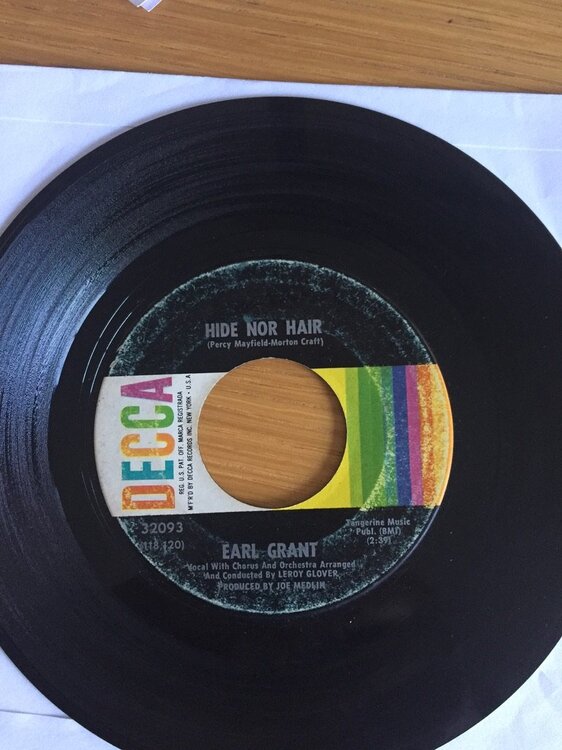 HIDE NOR HAIR
(Percy Mayfield-Morton Craft)
DECCA
REG. U.S. PAT. OFF. MARCA REGISTRADA
M'F'R'D BY DECCA RECORDS INC. NEW YORK • U.S.A
32093
(118,120)
Tangerine Music
Publ. (BMI)
(2:39)
EARL GRANT
Vocal With Chorus And Orchestra Arranged
And Conducted By LEROY GLOVER
PRODUCED BY JOE MEDLIN